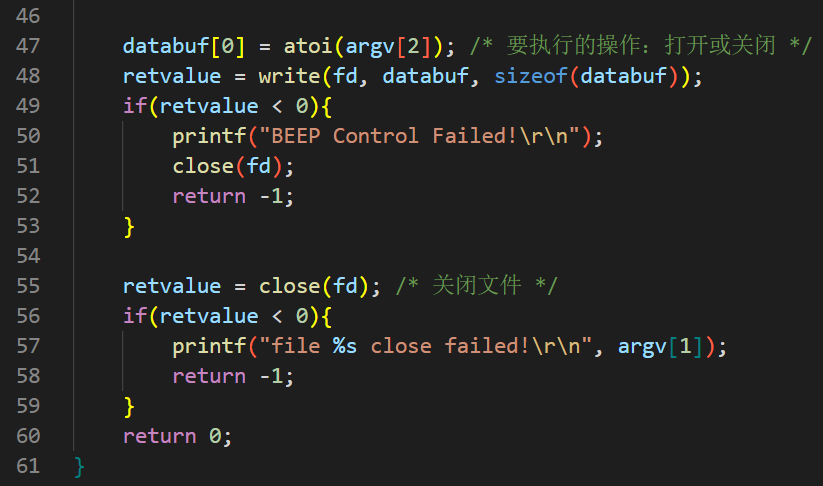 46
47 databuf[0] = atoi(argv[2]); /* 要执行的操作：打开或关闭 */
48 retvalue = write(fd, databuf, sizeof(databuf));
49 if(retvalue < 0){
50 printf("BEEP Control Failed!\r\n");
51 close(fd);
52 return -1;
53 }
54
55 retvalue = close(fd); /* 关闭文件 */
56 if(retvalue < 0){
57 printf("file %s close failed!\r\n", argv[1]);
58 return -1;
59 }
60 return 0;
61 }